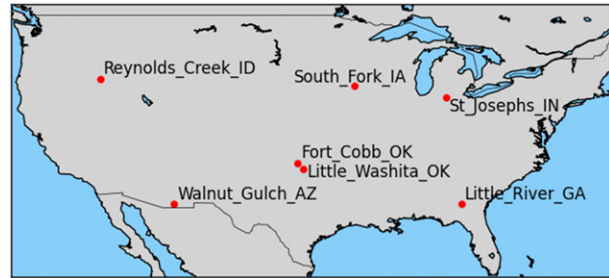 Reynolds_Creek_ID
South_Fork_IA
St_Josephs_IN
Fort_Cobb_OK
Little_Washita_OK
Walnut_Gulch_AZ
Little_River_GA